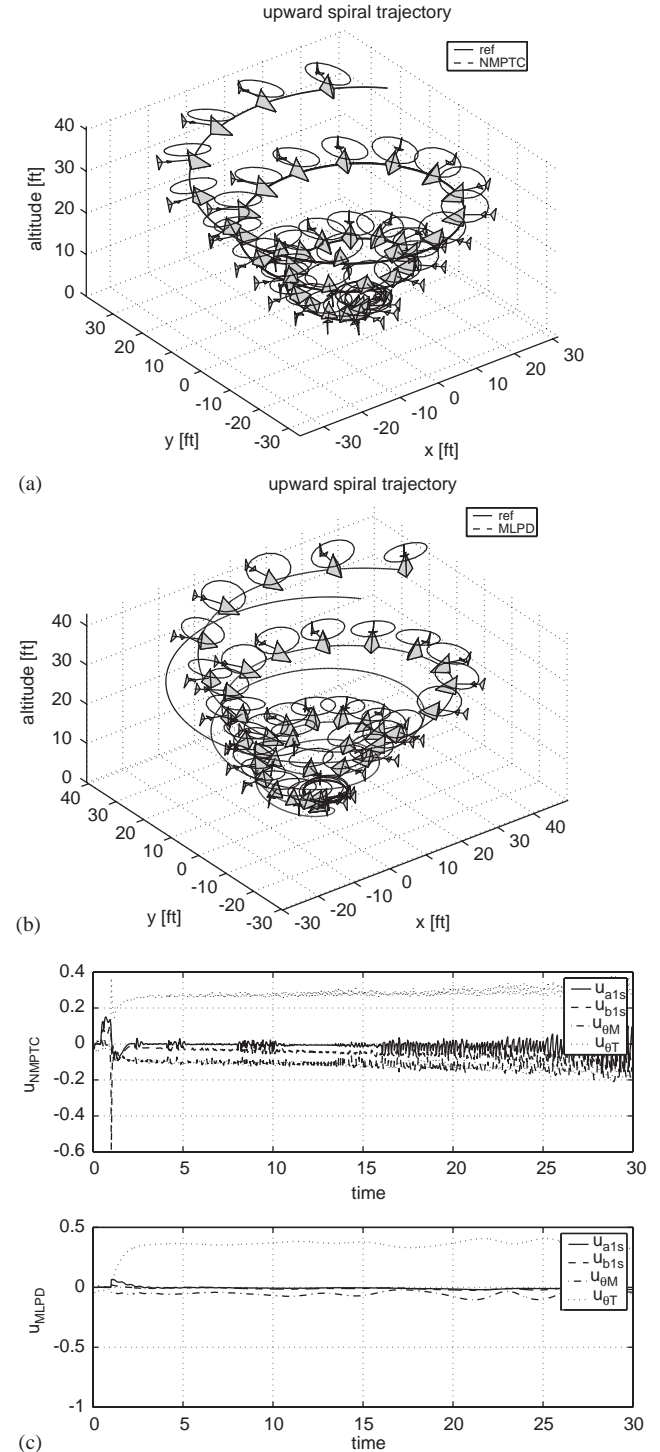 upward spiral trajectory
ref
NMPTC
40
30
20
10
0
altitude [ft]
30
20
10
0
-10
-20
-30
y [ft]
-30
-20
-10
0
10
20
30
x [ft]
(a)
upward spiral trajectory
ref
MLPD
40
30
20
10
0
altitude [ft]
40
30
20
10
0
-10
-20
-30
y [ft]
-30
-20
-10
0
10
20
30
40
x [ft]
(b)
0.4
0.2
0
-0.2
-0.4
-0.6
u_NMPTC
u_a1s
u_b1s
u_θM
u_θT
0 5 10 15 20 25 30
time
0.5
0
-0.5
-1
u_MLPD
u_a1s
u_b1s
u_θM
u_θT
0 5 10 15 20 25 30
time
(c)